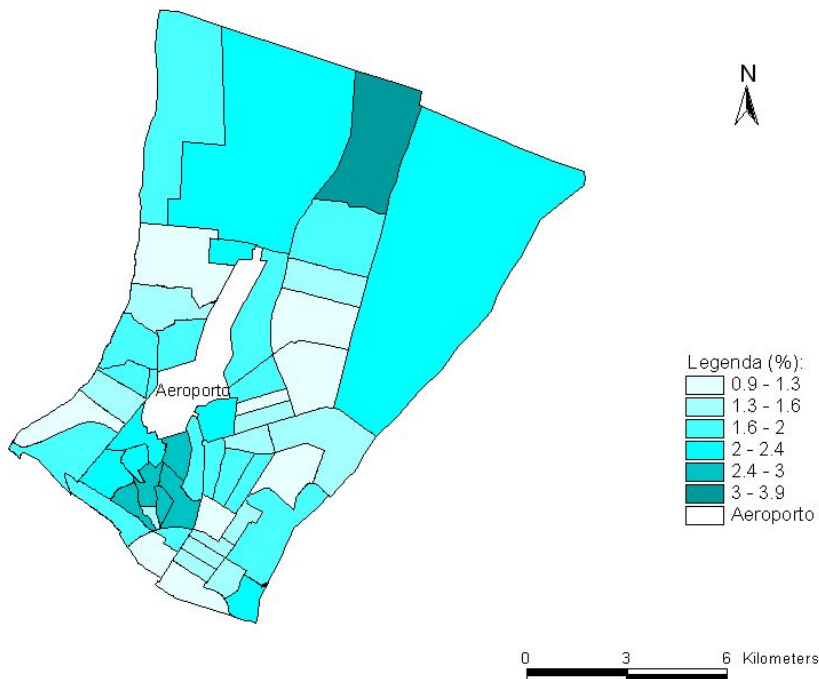 N
Aeroporto
Legenda (%):
0.9 - 1.3
1.3 - 1.6
1.6 - 2
2 - 2.4
2.4 - 3
3 - 3.9
Aeroporto
0 3 6 Kilometers